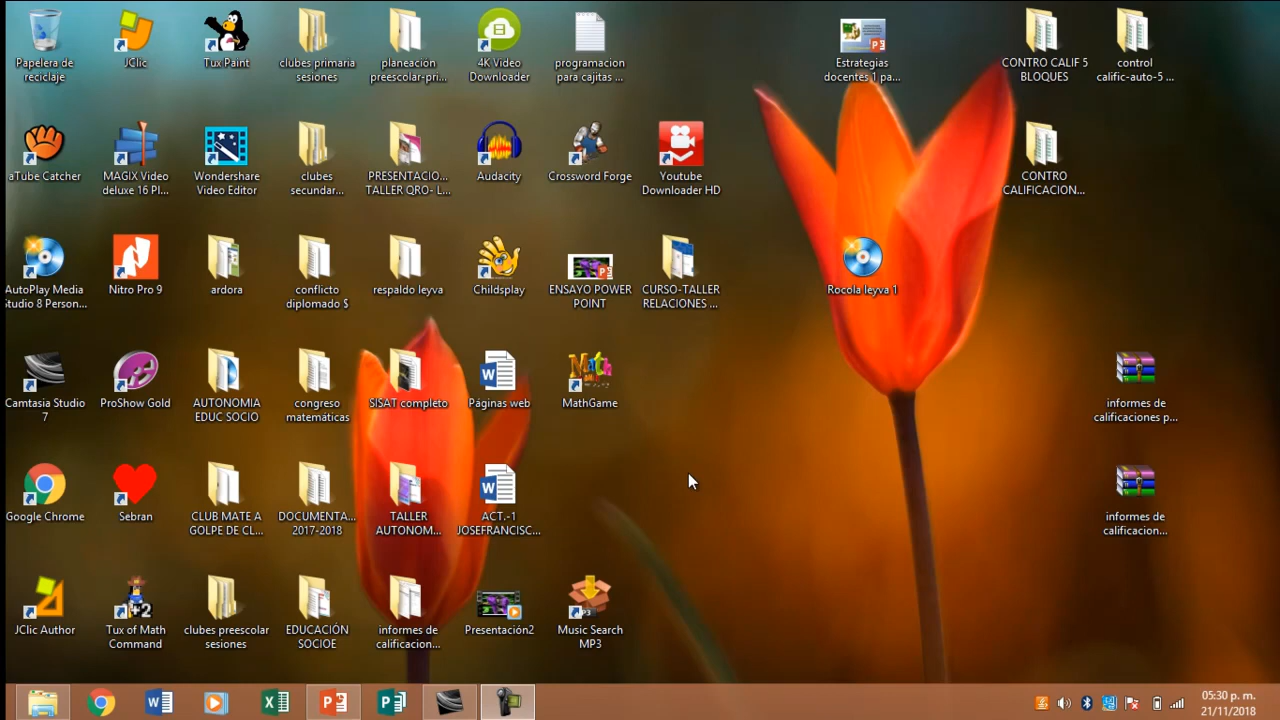 Papelera de
reciclaje
JClic
Tux Paint
clubes primaria
sesiones
planeacion
preescolar-pri...
4K Video
Downloader
programacion
para cajitas ...
Estrategias
docentes 1 pa...
CONTRO CALIF 5
BLOQUES
control
calific-auto-5 ...
aTube Catcher
MAGIX Video
deluxe 16 Pl...
Wondershare
Video Editor
clubes
secundar...
PRESENTACIO...
TALLER QRO- L...
Audacity
Crossword Forge
Youtube
Downloader HD
CONTRO
CALIFICACION...
AutoPlay Media
Studio 8 Person...
Nitro Pro 9
ardora
conflicto
diplomado $
respaldo leyva
Childsplay
ENSAYO POWER
POINT
CURSO-TALLER
RELACIONES ...
Rocola leyva 1
Camtasia Studio
7
ProShow Gold
AUTONOMIA
EDUC SOCIO
congreso
matemáticas
SISAT completo
Páginas web
Math
MathGame
informes de
calificaciones p...
Google Chrome
Sebran
CLUB MATE A
GOLPE DE CL...
DOCUMENTA...
2017-2018
TALLER
AUTONOM...
ACT.-1
JOSEFRANCISC...
informes de
calificacion...
JClic Author
+2
Tux of Math
Command
clubes preescolar
sesiones
EDUCACIÓN
SOCIOE
informes de
calificacion...
Presentación2
Music Search
MP3
05:30 p. m.
21/11/2018